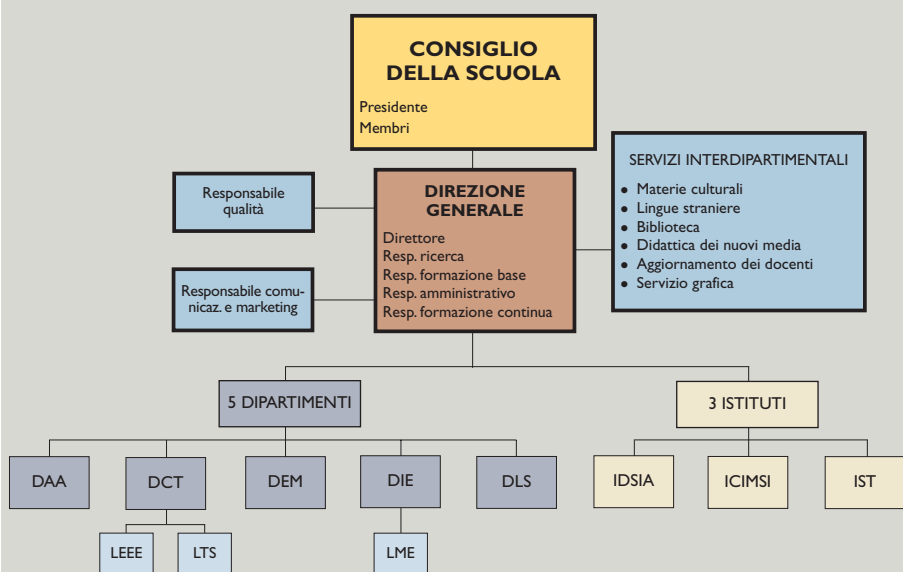 CONSIGLIO
DELLA SCUOLA
Presidente
Membri
Responsabile
qualità
Responsabile comu-
nicaz. e marketing
DIREZIONE
GENERALE
Direttore
Resp. ricerca
Resp. formazione base
Resp. amministrativo
Resp. formazione continua
SERVIZI INTERDIPARTIMENTALI
• Materie culturali
• Lingue straniere
• Biblioteca
• Didattica dei nuovi media
• Aggiornamento dei docenti
• Servizio grafica
5 DIPARTIMENTI
3 ISTITUTI
DAA
DCT
DEM
DIE
DLS
IDSIA
ICIMSI
IST
LEEE
LTS
LME